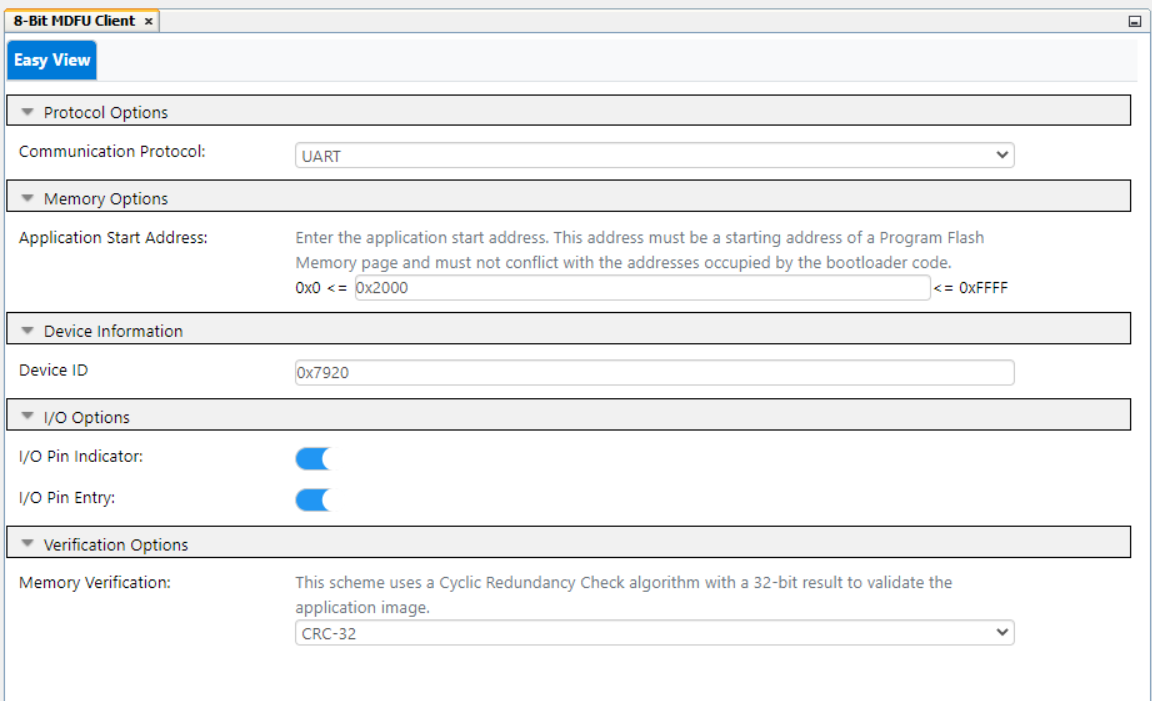 8-Bit MDFU Client ×
Easy View
Protocol Options
Communication Protocol:
UART
Memory Options
Application Start Address:
Enter the application start address. This address must be a starting address of a Program Flash
Memory page and must not conflict with the addresses occupied by the bootloader code.
0x0 <= 0x2000 <= 0xFFFF
Device Information
Device ID
0x7920
I/O Options
I/O Pin Indicator:
I/O Pin Entry:
Verification Options
Memory Verification:
This scheme uses a Cyclic Redundancy Check algorithm with a 32-bit result to validate the
application image.
CRC-32